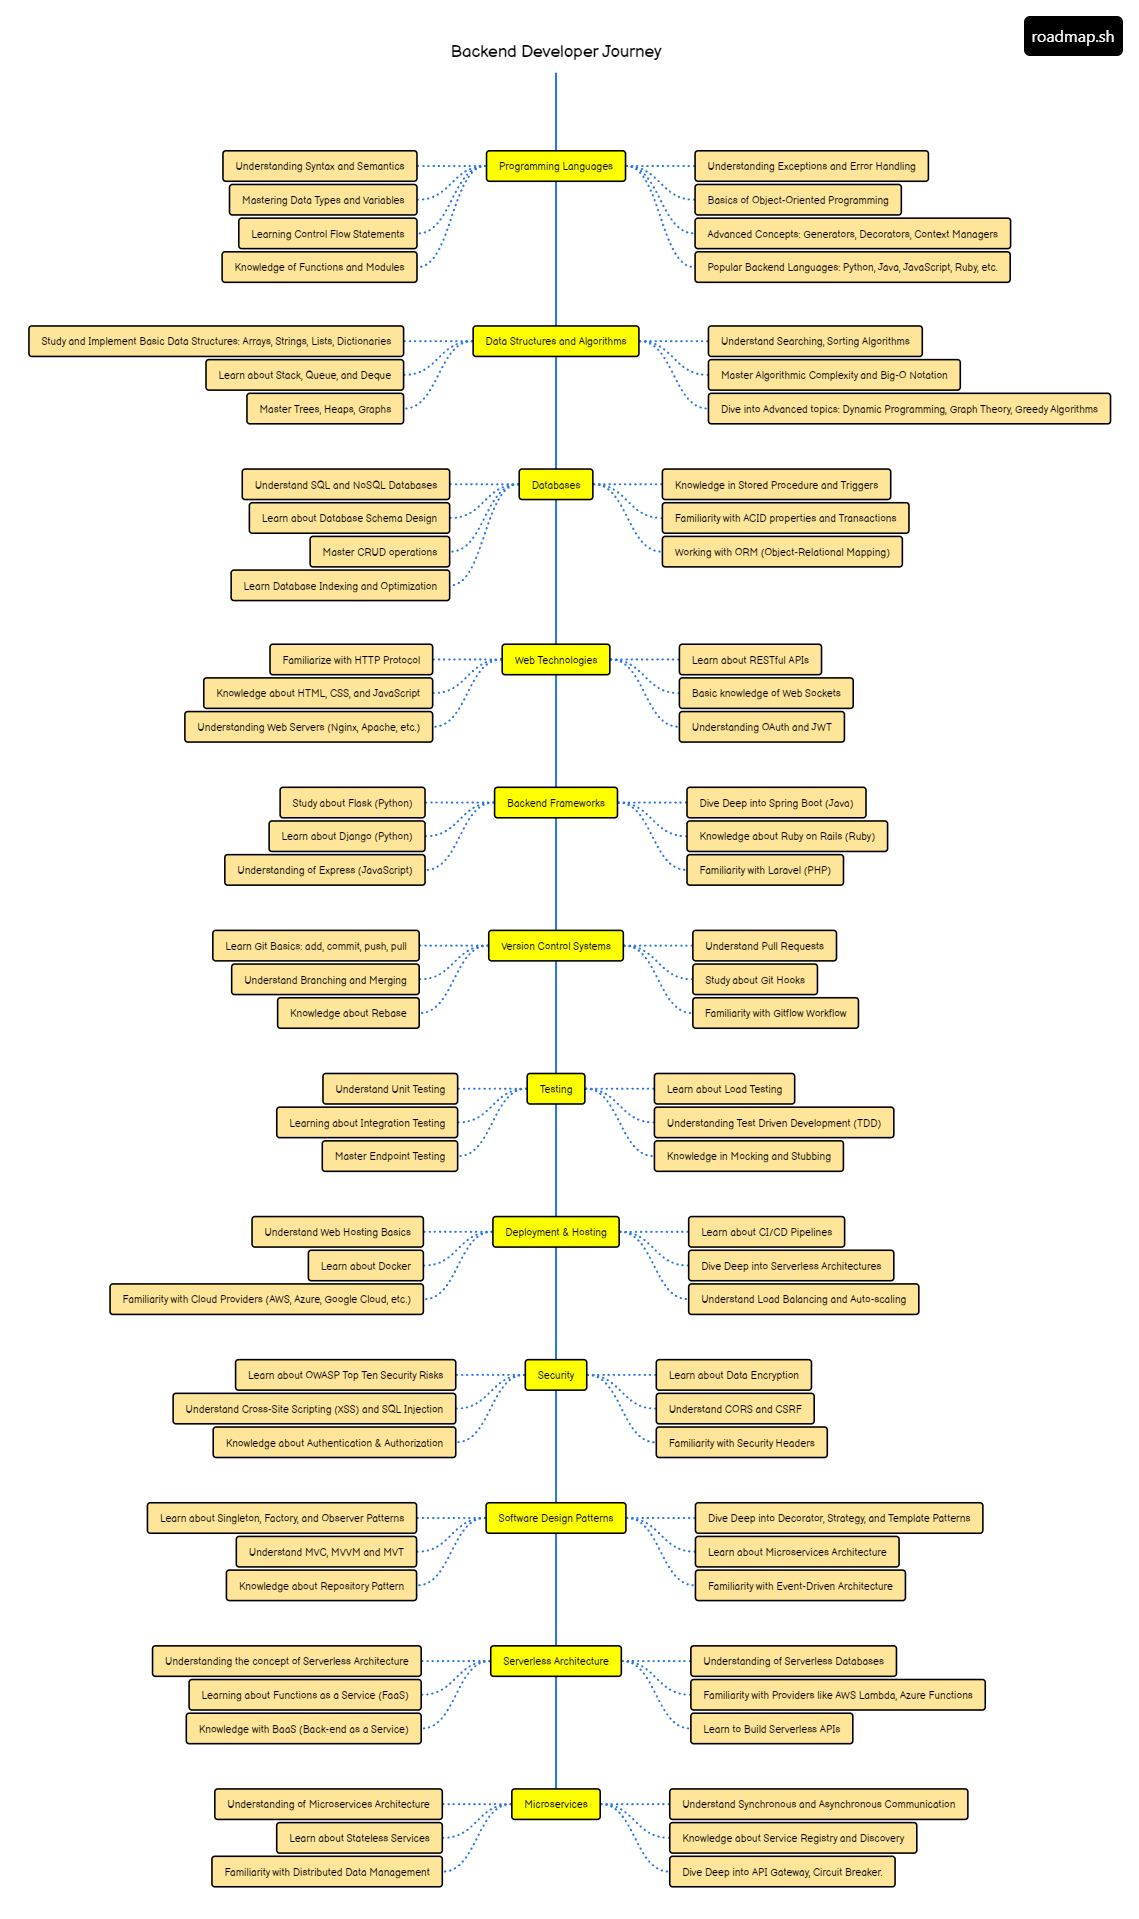 roadmap.sh
Backend Developer Journey
Programming Languages
Understanding Syntax and Semantics
Mastering Data Types and Variables
Learning Control Flow Statements
Knowledge of Functions and Modules
Understanding Exceptions and Error Handling
Basics of Object-Oriented Programming
Advanced Concepts: Generators, Decorators, Context Managers
Popular Backend Languages: Python, Java, JavaScript, Ruby, etc.
Data Structures and Algorithms
Study and Implement Basic Data Structures: Arrays, Strings, Lists, Dictionaries
Learn about Stack, Queue, and Deque
Master Trees, Heaps, Graphs
Understand Searching, Sorting Algorithms
Master Algorithmic Complexity and Big-O Notation
Dive into Advanced topics: Dynamic Programming, Graph Theory, Greedy Algorithms
Databases
Understand SQL and NoSQL Databases
Learn about Database Schema Design
Master CRUD operations
Learn Database Indexing and Optimization
Knowledge in Stored Procedure and Triggers
Familiarity with ACID properties and Transactions
Working with ORM (Object-Relational Mapping)
Web Technologies
Familiarize with HTTP Protocol
Knowledge about HTML, CSS, and JavaScript
Understanding Web Servers (Nginx, Apache, etc.)
Learn about RESTful APIs
Basic knowledge of Web Sockets
Understanding OAuth and JWT
Backend Frameworks
Study about Flask (Python)
Learn about Django (Python)
Understanding of Express (JavaScript)
Dive Deep into Spring Boot (Java)
Knowledge about Ruby on Rails (Ruby)
Familiarity with Laravel (PHP)
Version Control Systems
Learn Git Basics: add, commit, push, pull
Understand Branching and Merging
Knowledge about Rebase
Understand Pull Requests
Study about Git Hooks
Familiarity with Gitflow Workflow
Testing
Understand Unit Testing
Learning about Integration Testing
Master Endpoint Testing
Learn about Load Testing
Understanding Test Driven Development (TDD)
Knowledge in Mocking and Stubbing
Deployment & Hosting
Understand Web Hosting Basics
Learn about Docker
Familiarity with Cloud Providers (AWS, Azure, Google Cloud, etc.)
Learn about CI/CD Pipelines
Dive Deep into Serverless Architectures
Understand Load Balancing and Auto-scaling
Security
Learn about OWASP Top Ten Security Risks
Understand Cross-Site Scripting (XSS) and SQL Injection
Knowledge about Authentication & Authorization
Learn about Data Encryption
Understand CORS and CSRF
Familiarity with Security Headers
Software Design Patterns
Learn about Singleton, Factory, and Observer Patterns
Understand MVC, MVVM and MVT
Knowledge about Repository Pattern
Dive Deep into Decorator, Strategy, and Template Patterns
Learn about Microservices Architecture
Familiarity with Event-Driven Architecture
Serverless Architecture
Understanding the concept of Serverless Architecture
Learning about Functions as a Service (FaaS)
Knowledge with BaaS (Back-end as a Service)
Understanding of Serverless Databases
Familiarity with Providers like AWS Lambda, Azure Functions
Learn to Build Serverless APIs
Microservices
Understanding of Microservices Architecture
Learn about Stateless Services
Familiarity with Distributed Data Management
Understand Synchronous and Asynchronous Communication
Knowledge about Service Registry and Discovery
Dive Deep into API Gateway, Circuit Breaker.